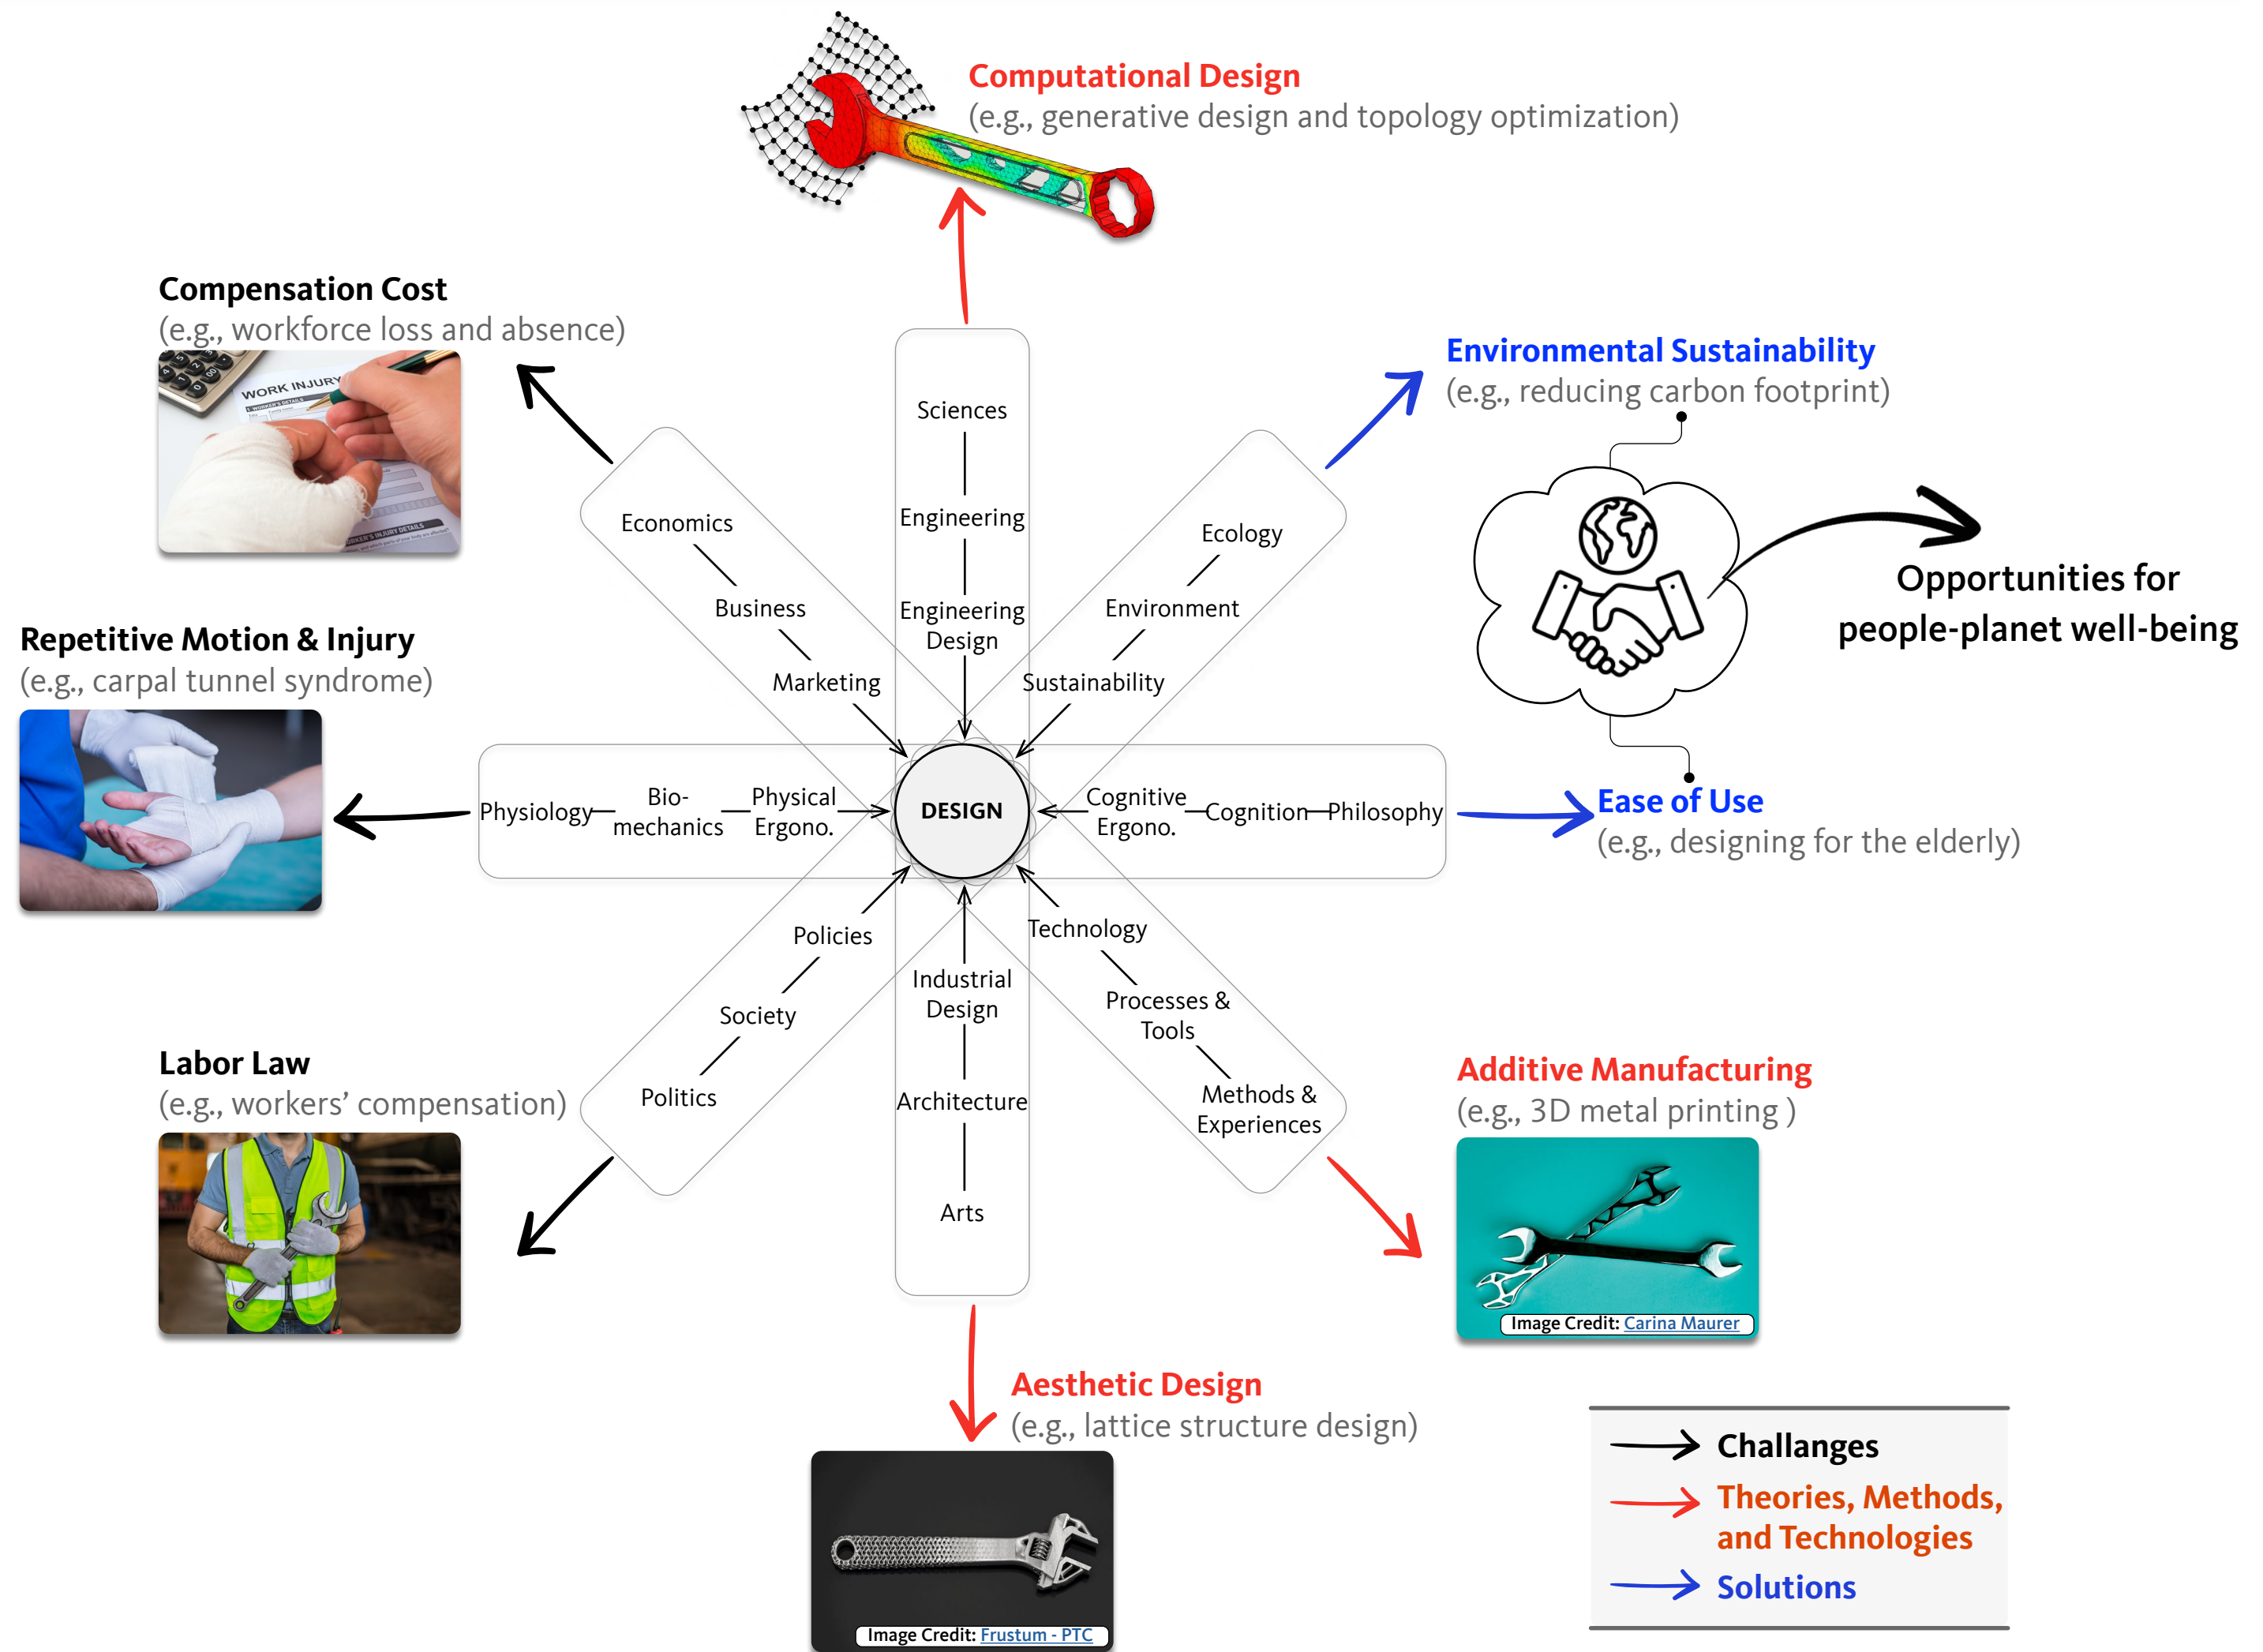 Computational Design
(e.g., generative design and topology optimization)
Compensation Cost
(e.g., workforce loss and absence)
WORK INJURY
WORKER'S DETAILS
INJURY DETAILS
Environmental Sustainability
(e.g., reducing carbon footprint)
Opportunities for
people-planet well-being
Repetitive Motion & Injury
(e.g., carpal tunnel syndrome)
Ease of Use
(e.g., designing for the elderly)
Sciences
Engineering
Engineering
Design
Economics
Business
Marketing
Ecology
Environment
Sustainability
Physiology
Bio-
mechanics
Physical
Ergono.
DESIGN
Cognitive
Ergono.
Cognition
Philosophy
Policies
Society
Politics
Industrial
Design
Architecture
Arts
Technology
Processes &
Tools
Methods &
Experiences
Labor Law
(e.g., workers’ compensation)
Additive Manufacturing
(e.g., 3D metal printing )
Image Credit: Carina Maurer
Aesthetic Design
(e.g., lattice structure design)
Image Credit: Frustum - PTC
Challanges
Theories, Methods,
and Technologies
Solutions